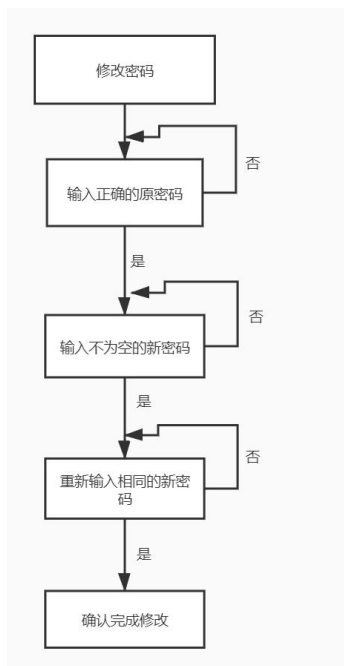 修改密码
否
输入正确的原密码
是
否
输入不为空的新密码
是
否
重新输入相同的新密
码
是
确认完成修改